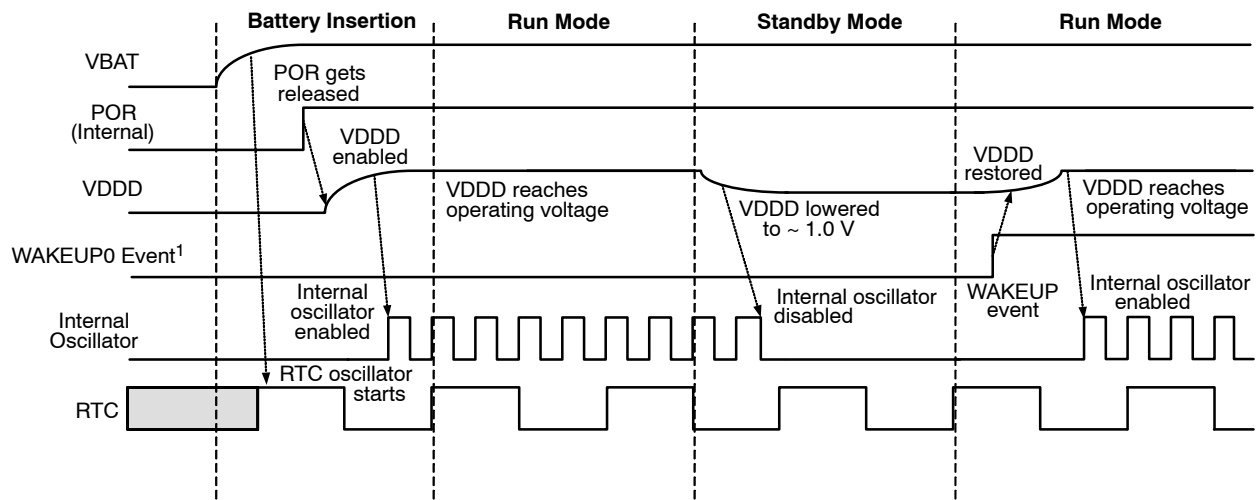 Battery Insertion
Run Mode
Standby Mode
Run Mode
VBAT
POR gets
released
POR
(Internal)
VDDD
enabled
VDDD
restored
VDDD
VDDD reaches
operating voltage
VDDD lowered
to ~ 1.0 V
VDDD reaches
operating voltage
WAKEUP0 Event¹
Internal
oscillator
enabled
Internal oscillator
disabled
WAKEUP
event
Internal oscillator
enabled
Internal
Oscillator
RTC oscillator
starts
RTC